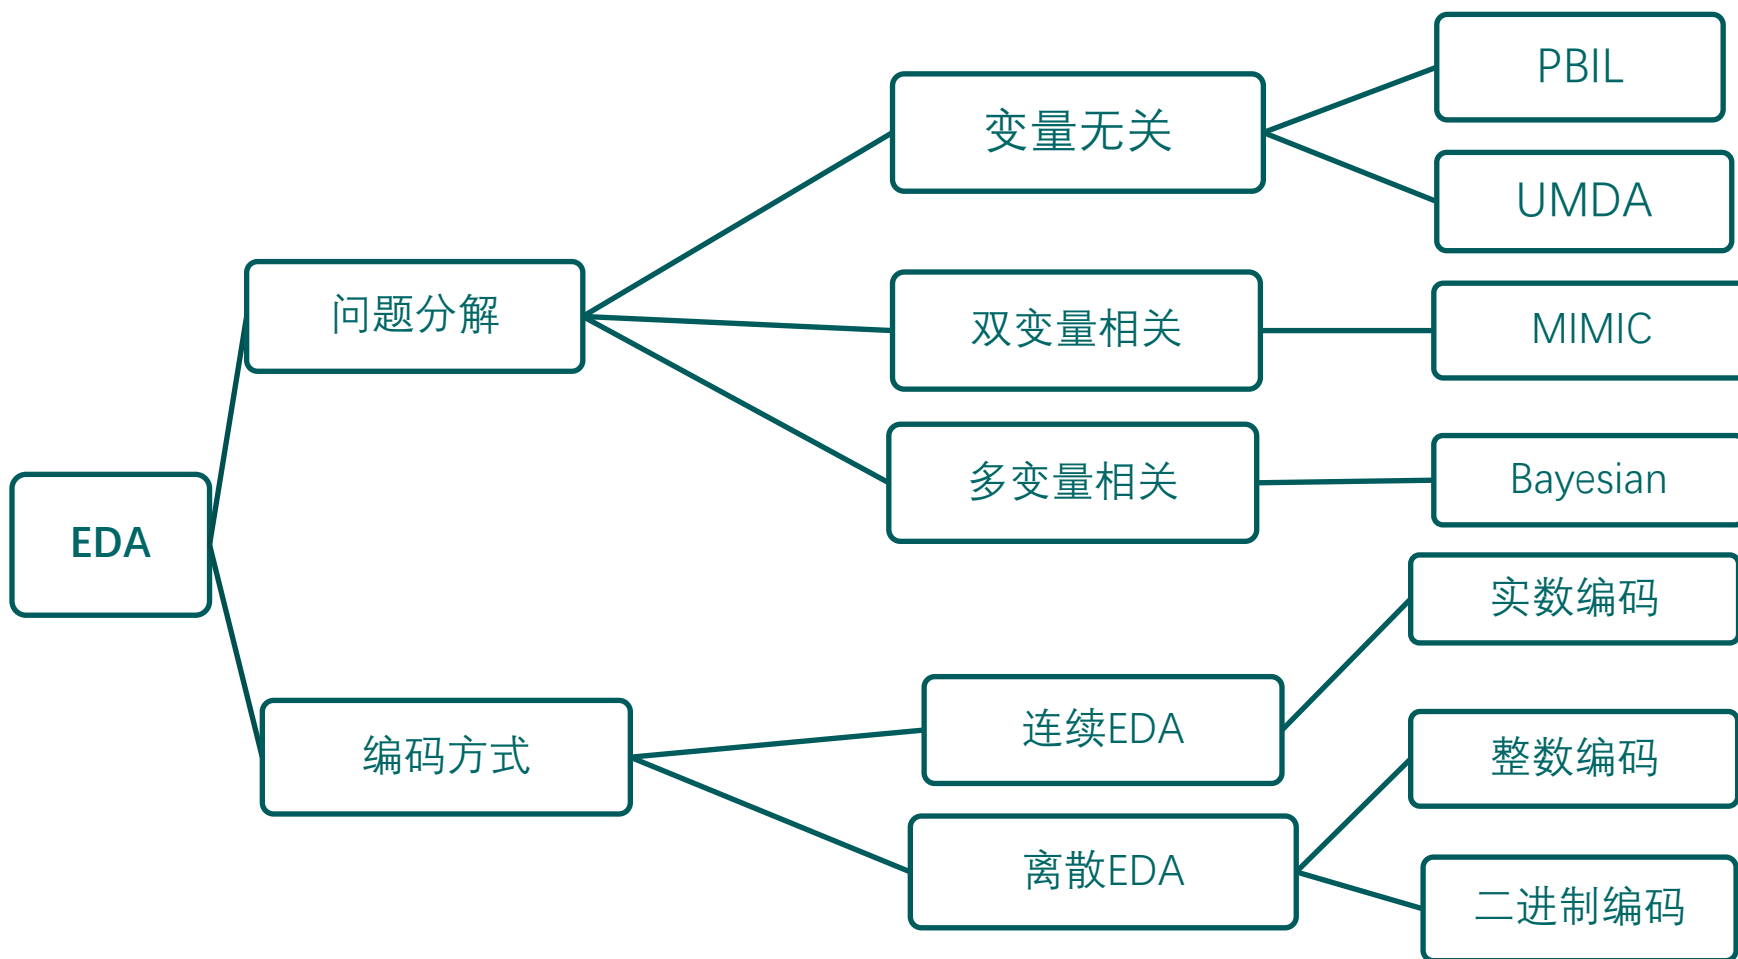 EDA
问题分解
变量无关
PBIL
UMDA
双变量相关
MIMIC
多变量相关
Bayesian
编码方式
连续EDA
实数编码
离散EDA
整数编码
二进制编码